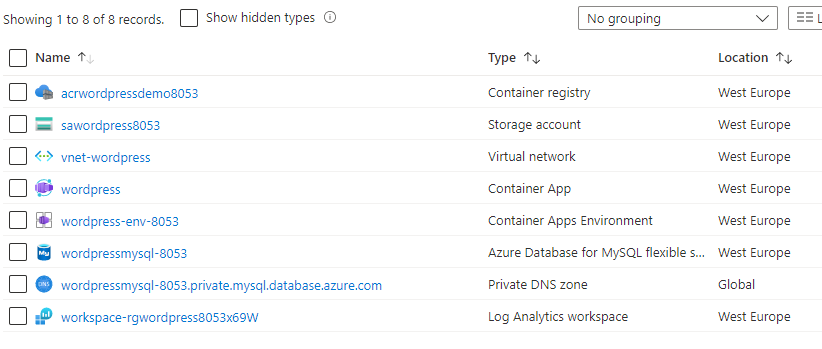 Showing 1 to 8 of 8 records. Show hidden types No grouping
Name Type Location
acrwordpressdemo8053 Container registry West Europe
sawordpress8053 Storage account West Europe
vnet-wordpress Virtual network West Europe
wordpress Container App West Europe
wordpress-env-8053 Container Apps Environment West Europe
My wordpressmysql-8053 Azure Database for MySQL flexible s... West Europe
DNS wordpressmysql-8053.private.mysql.database.azure.com Private DNS zone Global
workspace-rgwordpress8053x69W Log Analytics workspace West Europe